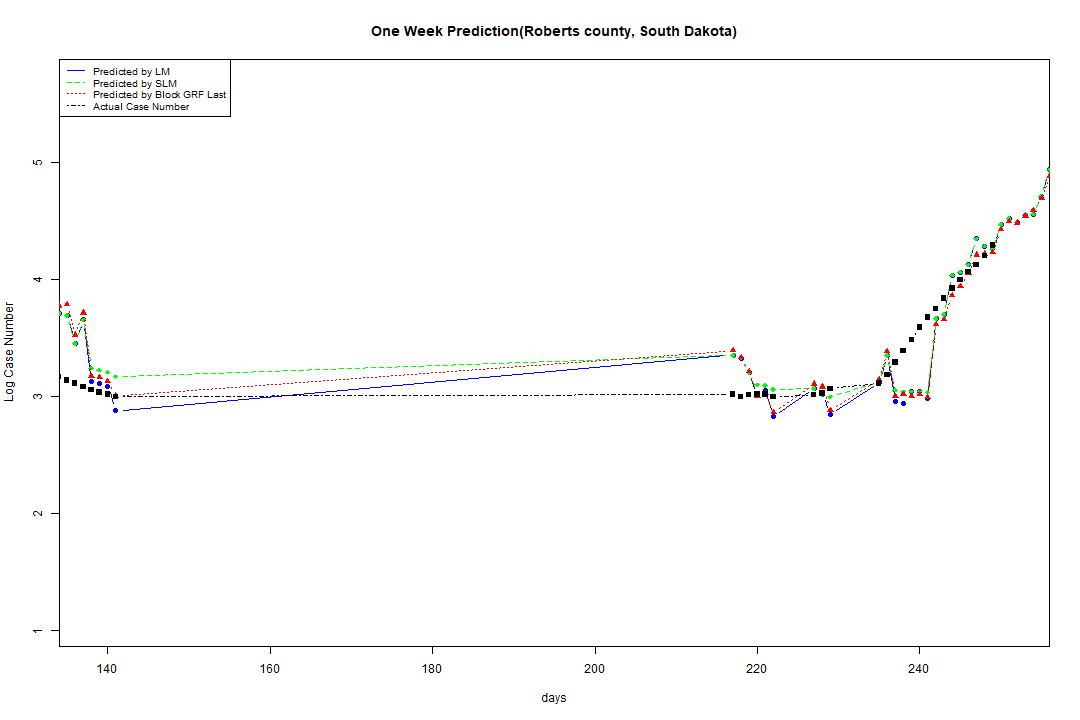 One Week Prediction(Roberts county, South Dakota)
Predicted by LM
Predicted by SLM
Predicted by Block GRF Last
Actual Case Number
5
4
3
2
1
Log Case Number
140 160 180 200 220 240
days